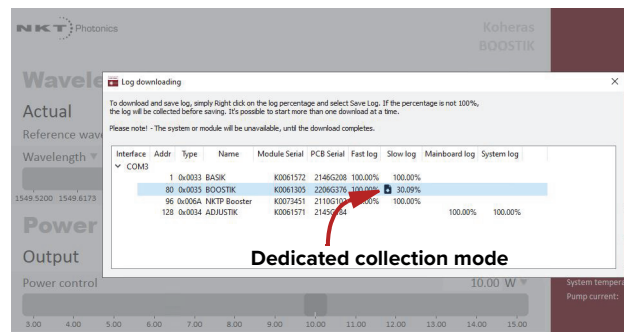 NKT Photonics
Koheras
BOOSTIK
Wavele
Log downloading
To download and save log, simply Right click on the log percentage and select Save Log. If the percentage is not 100%,
the log will be collected before saving. It's possible to start more than one download at a time.
Please note! - The system or module will be unavailable, until the download completes.
Actual
Reference wav
Wavelength
1549.5200 1549.6173
Interface Addr Type Name Module Serial PCB Serial Fast log Slow log Mainboard log System log
COM3
1 0x0033 BASIK K0061572 2146G208 100.00% 100.00%
80 0x0035 BOOSTIK K0061305 2206G376 100.00% 30.09%
96 0x006A NKTP Booster K0073451 2110G102 100.00% 100.00%
128 0x0034 ADJUSTIK K0061571 2145G184 100.00% 100.00%
Dedicated collection mode
Power
Output
Power control
10.00 W
System tempera
Pump current:
3.00 4.00 5.00 6.00 7.00 8.00 9.00 10.00 11.00 12.00 13.00 14.00 15.00